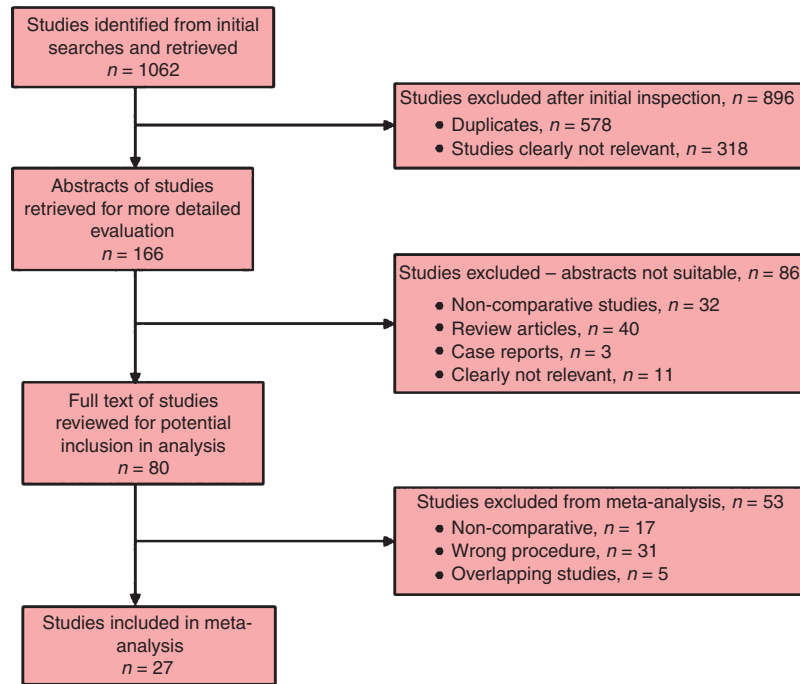 Studies identified from initial
searches and retrieved
n = 1062
Studies excluded after initial inspection, n = 896
• Duplicates, n = 578
• Studies clearly not relevant, n = 318
Abstracts of studies
retrieved for more detailed
evaluation
n = 166
Studies excluded – abstracts not suitable, n = 86
• Non-comparative studies, n = 32
• Review articles, n = 40
• Case reports, n = 3
• Clearly not relevant, n = 11
Full text of studies
reviewed for potential
inclusion in analysis
n = 80
Studies excluded from meta-analysis, n = 53
• Non-comparative, n = 17
• Wrong procedure, n = 31
• Overlapping studies, n = 5
Studies included in meta-
analysis
n = 27